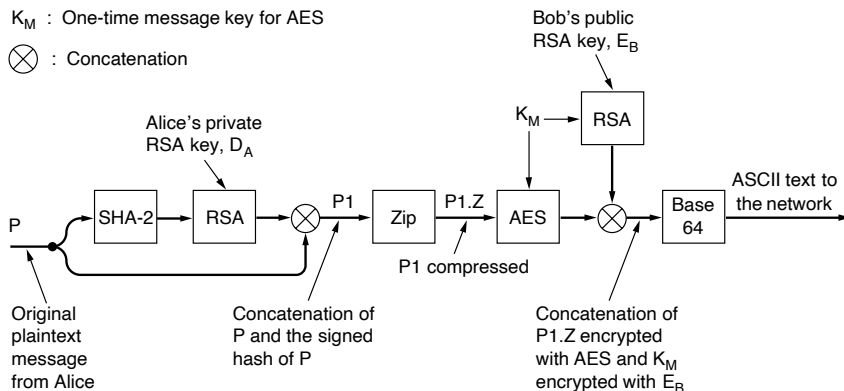 K_M : One-time message key for AES
: Concatenation
Bob's public
RSA key, E_B
Alice's private
RSA key, D_A
K_M
RSA
P
SHA-2
RSA
P1
Zip
P1.Z
AES
Base
64
ASCII text to
the network
P1 compressed
Original
plaintext
message
from Alice
Concatenation of
P and the signed
hash of P
Concatenation of
P1.Z encrypted
with AES and K_M
encrypted with E_B